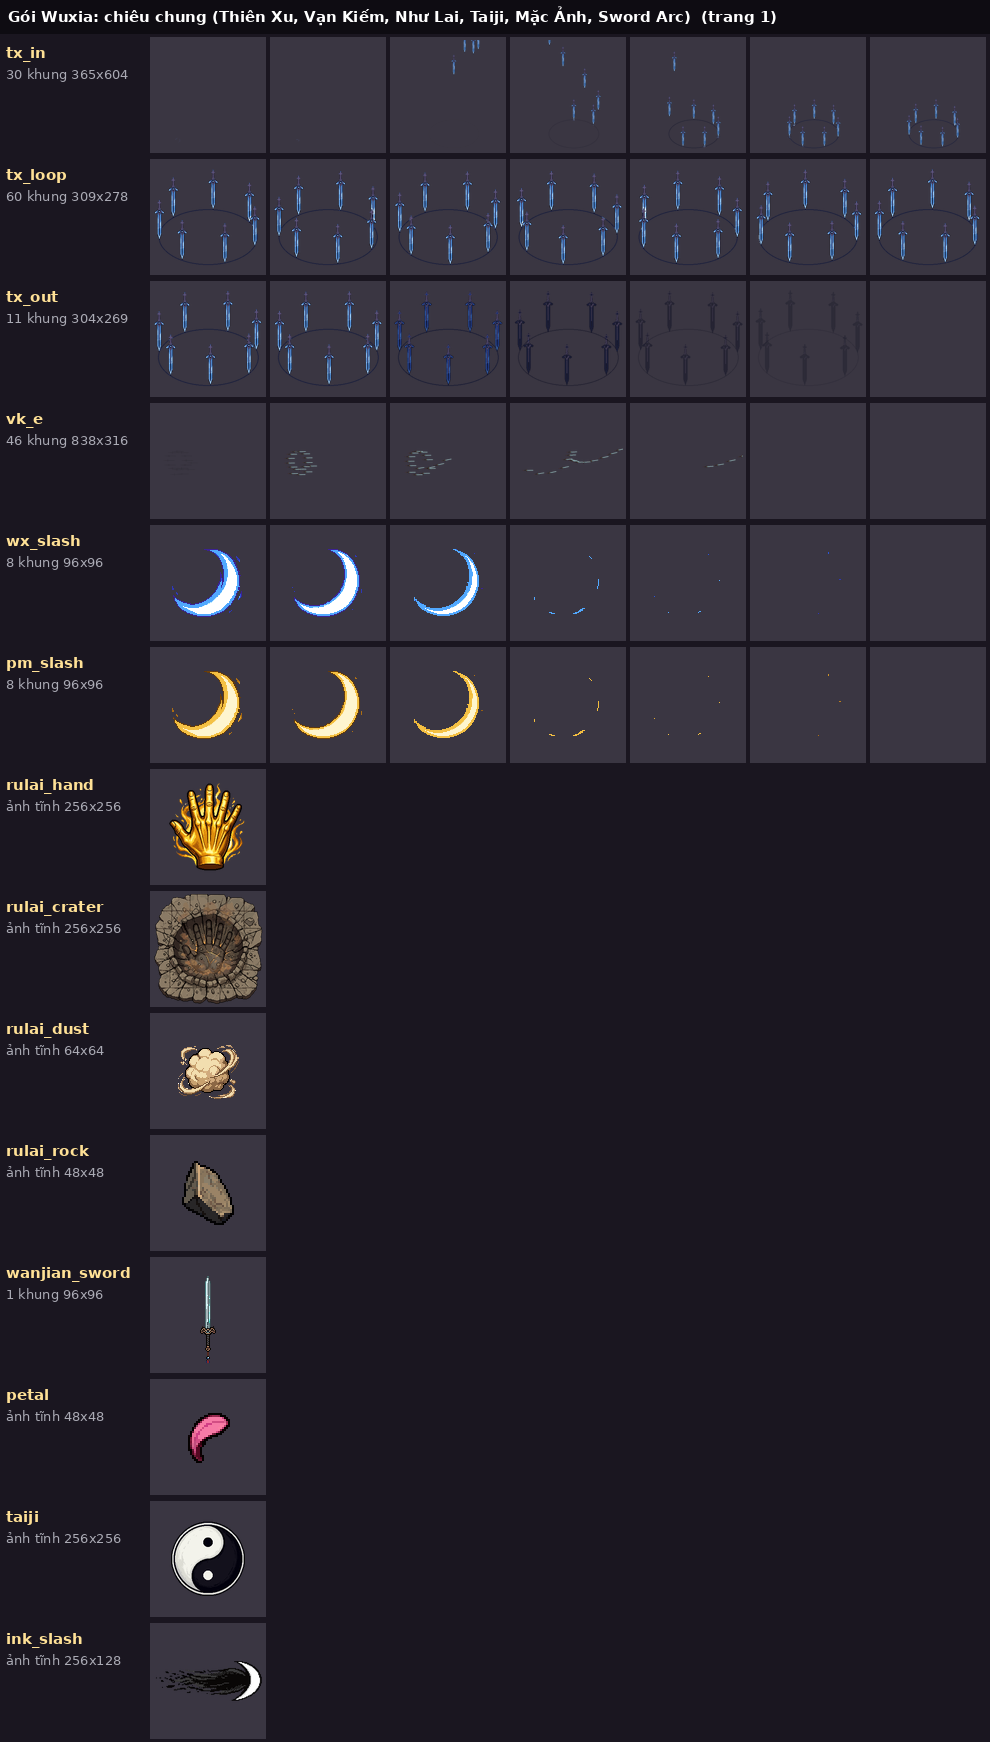 Gói Wuxia: chiêu chung (Thiên Xu, Vạn Kiếm, Như Lai, Taiji, Mặc Ảnh, Sword Arc)  (trang 1)
tx_in
30 khung 365x604
tx_loop
60 khung 309x278
tx_out
11 khung 304x269
vk_e
46 khung 838x316
wx_slash
8 khung 96x96
pm_slash
8 khung 96x96
rulai_hand
ảnh tĩnh 256x256
rulai_crater
ảnh tĩnh 256x256
rulai_dust
ảnh tĩnh 64x64
rulai_rock
ảnh tĩnh 48x48
wanjian_sword
1 khung 96x96
petal
ảnh tĩnh 48x48
taiji
ảnh tĩnh 256x256
ink_slash
ảnh tĩnh 256x128